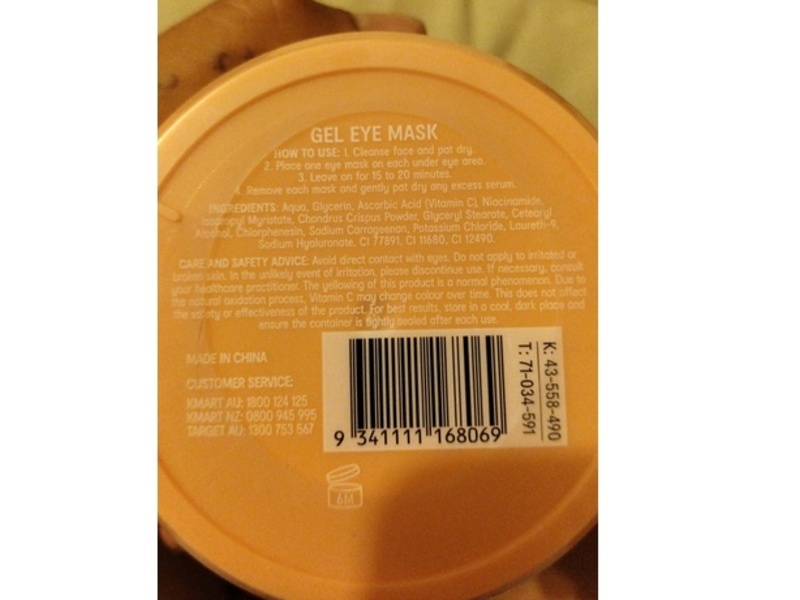 GEL EYE MASK
HOW TO USE: 1. Cleanse face and pat dry.
2. Place one eye mask on each under eye area.
3. Leave on for 15 to 20 minutes.
4. Remove each mask and gently pat dry any excess serum.
INGREDIENTS: Aqua, Glycerin, Ascorbic Acid (Vitamin C), Niacinamide,
Isopropyl Myristate, Chondrus Crispus Powder, Glyceryl Stearate, Cetearyl
Alcohol, Chlorphenesin, Sodium Carrageenan, Potassium Chloride, Laureth-9,
Sodium Hyaluronate, CI 77891, CI 11680, CI 12490.
CARE AND SAFETY ADVICE: Avoid direct contact with eyes. Do not apply to irritated or
broken skin. In the unlikely event of irritation, please discontinue use. If necessary, consult
your healthcare practitioner. The yellowing of this product is a normal phenomenon. Due to
the natural oxidation process, Vitamin C may change colour over time. This does not affect
the safety or effectiveness of the product. For best results, store in a cool, dark, place and
ensure the container is tightly sealed after each use.
MADE IN CHINA
CUSTOMER SERVICE:
KMART AU: 1800 124 125
KMART NZ: 0800 945 995
TARGET AU: 1300 753 567
9 341111 168069
K: 43-558-490
T: 71-034-591
6M